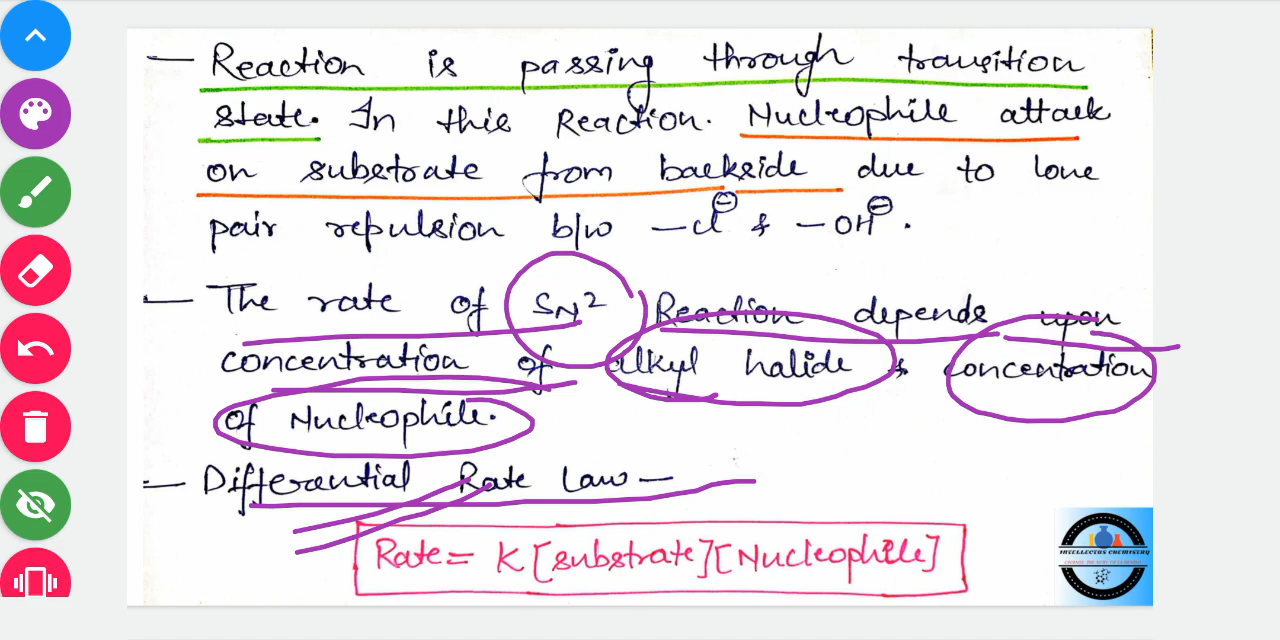 — Reaction is passing through transition
state. In this Reaction. Nucleophile attack
on substrate from backside due to lone
pair repulsion b/w —Cl⊖ & —OH⊖.
— The rate of SN2 Reaction depends upon
concentration of alkyl halide & concentration
of Nucleophile.
— Differential Rate Law —
Rate = K [substrate][Nucleophile]
INTELLECTUS CHEMISTRY